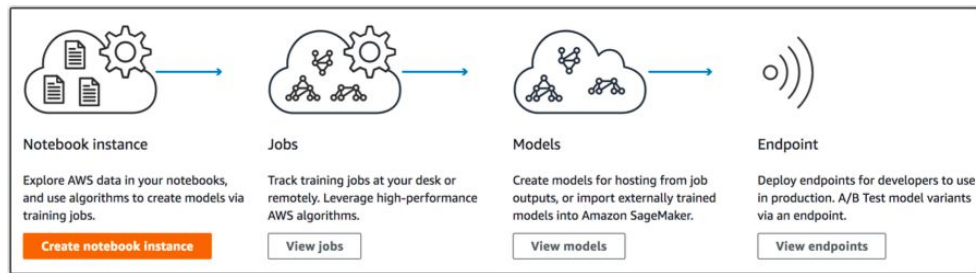 Notebook instance
Explore AWS data in your notebooks,
and use algorithms to create models via
training jobs.
Create notebook instance
Jobs
Track training jobs at your desk or
remotely. Leverage high-performance
AWS algorithms.
View jobs
Models
Create models for hosting from job
outputs, or import externally trained
models into Amazon SageMaker.
View models
Endpoint
Deploy endpoints for developers to use
in production. A/B Test model variants
via an endpoint.
View endpoints